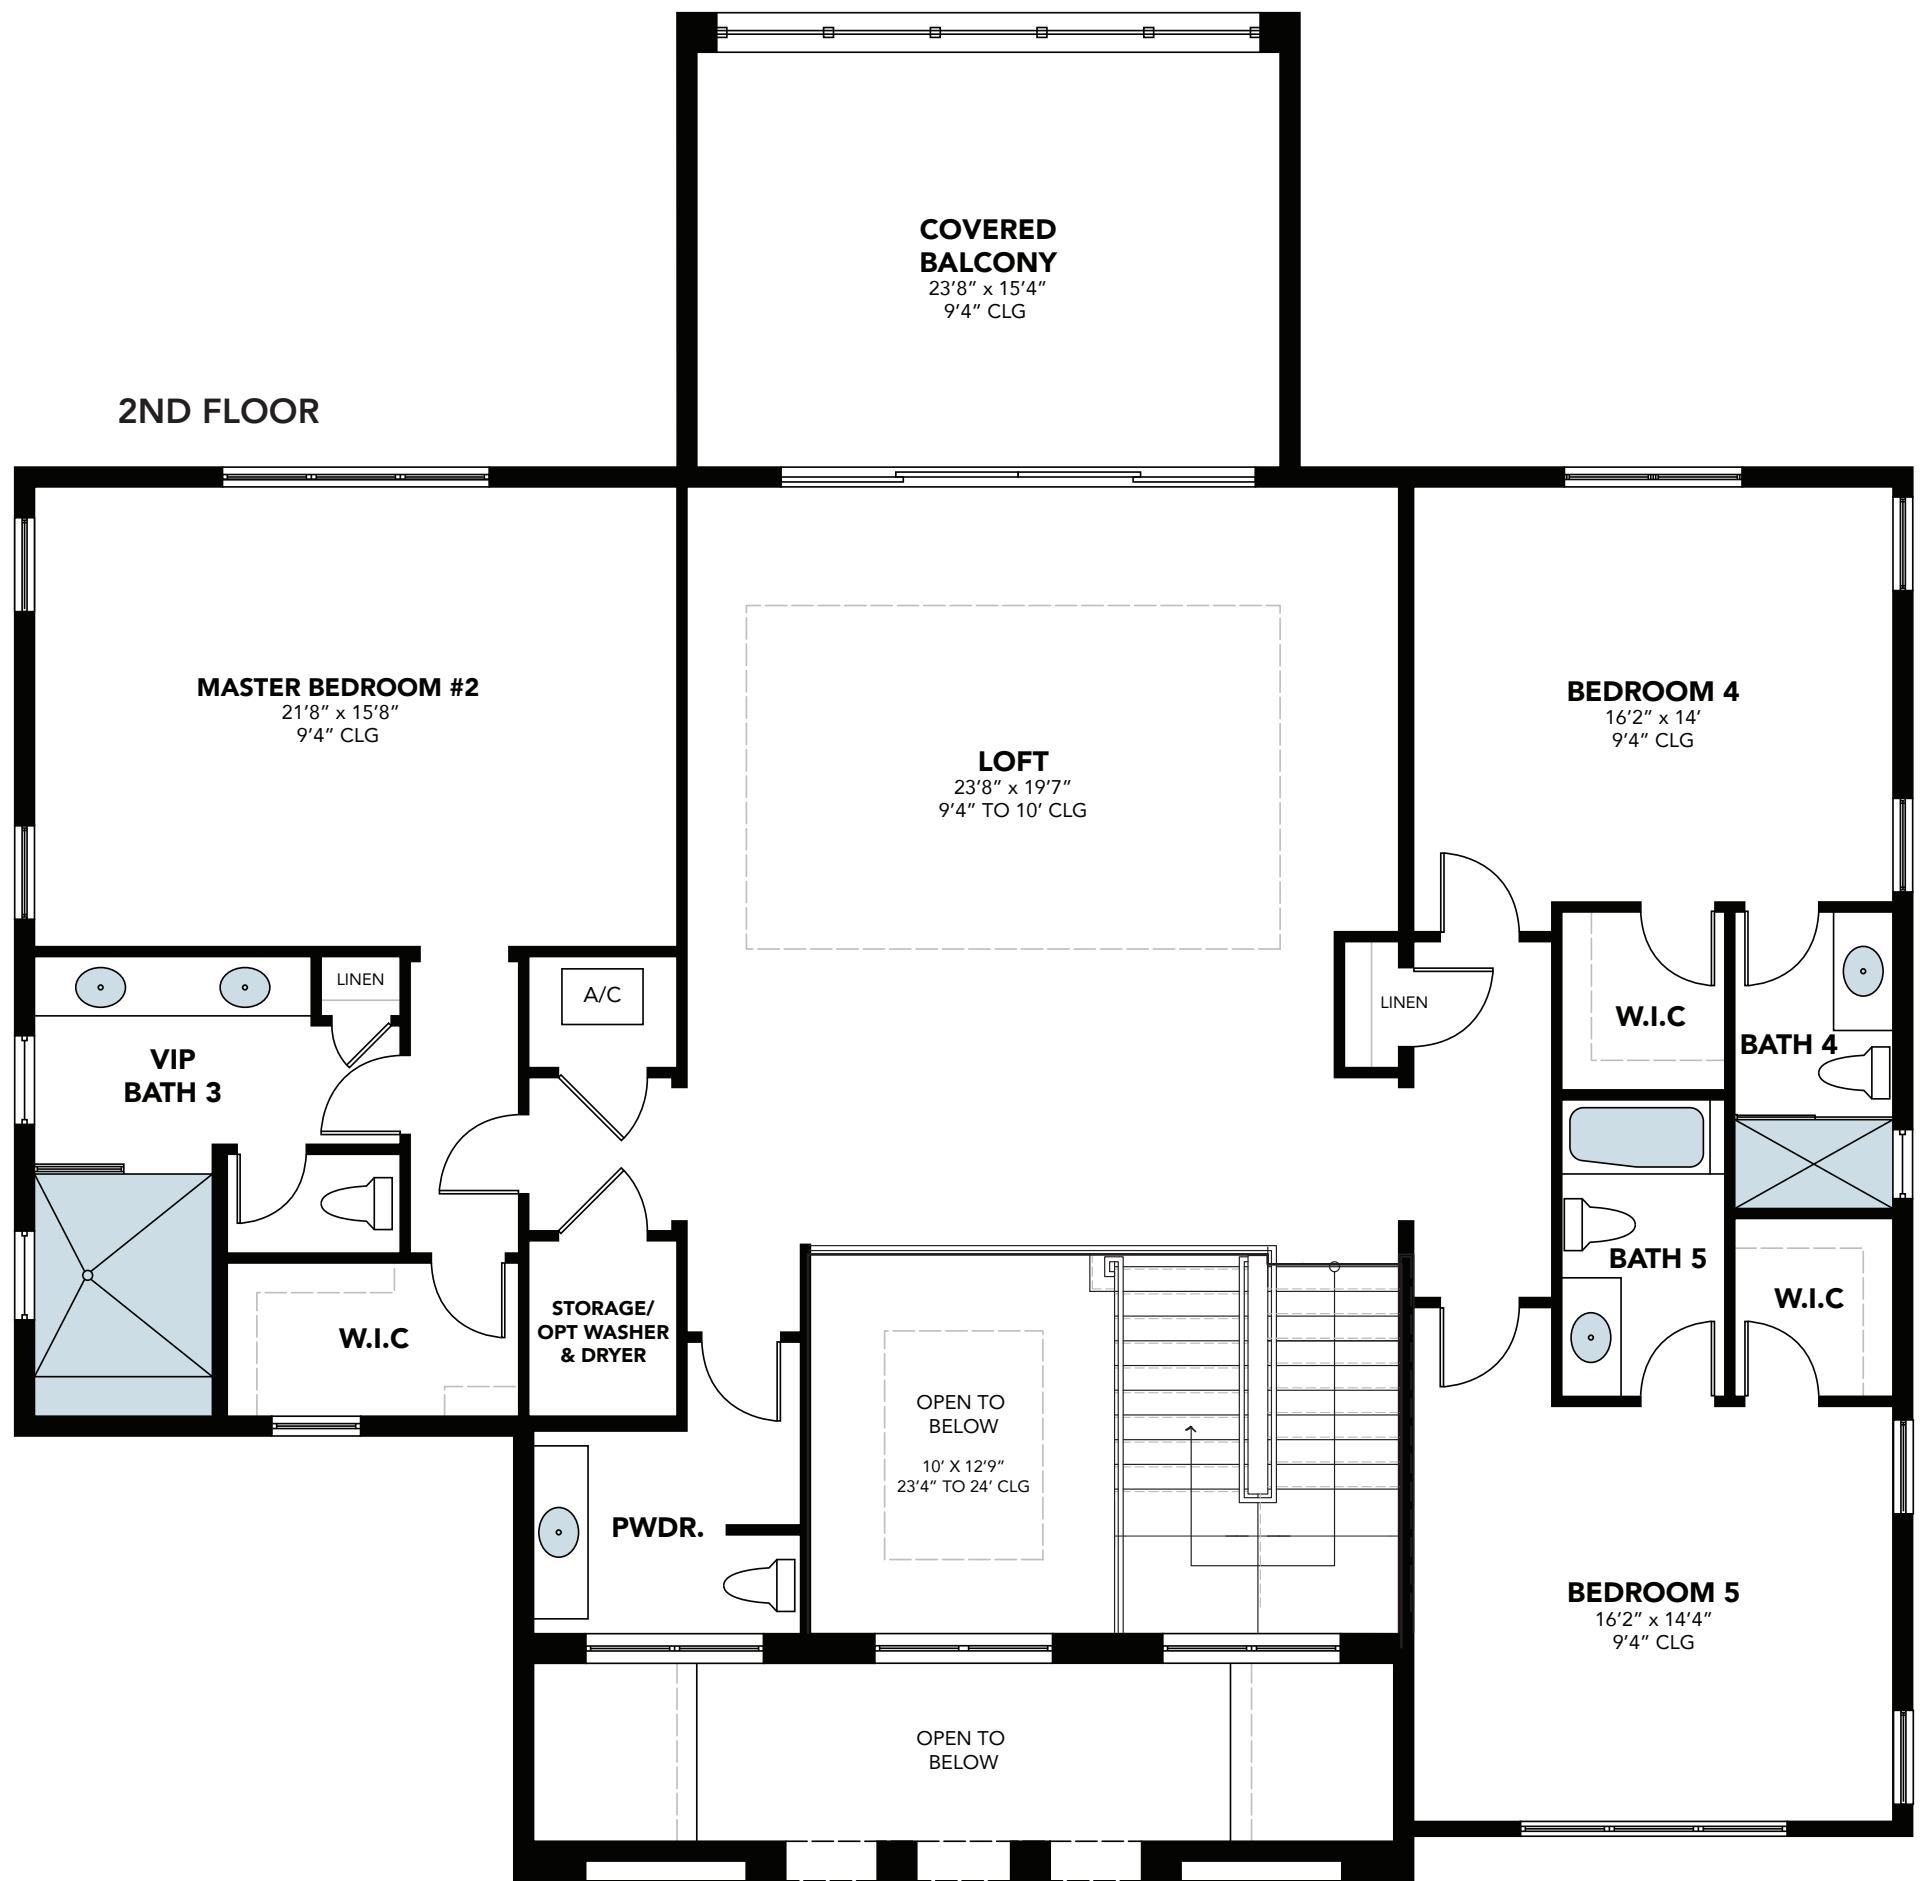 COVERED
BALCONY
23'8" x 15'4"
9'4" CLG
2ND FLOOR
MASTER BEDROOM #2
21'8" x 15'8"
9'4" CLG
LOFT
23'8" x 19'7"
9'4" TO 10' CLG
BEDROOM 4
16'2" x 14'
9'4" CLG
LINEN
A/C
LINEN
W.I.C
BATH 4
VIP
BATH 3
BATH 5
W.I.C
W.I.C
STORAGE/
OPT WASHER
& DRYER
OPEN TO
BELOW
10' X 12'9"
23'4" TO 24' CLG
PWDR.
BEDROOM 5
16'2" x 14'4"
9'4" CLG
OPEN TO
BELOW